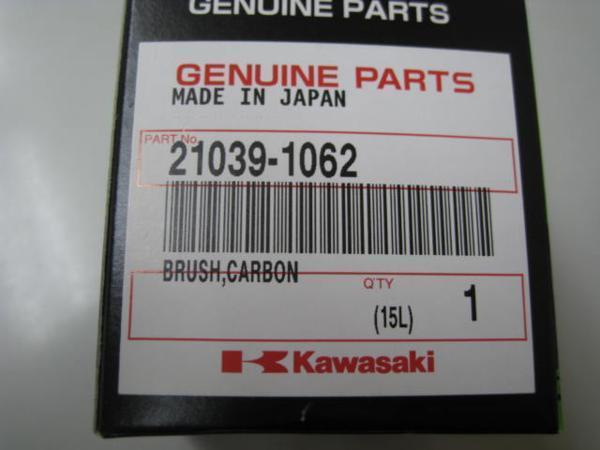 GENUINE PARTS
GENUINE PARTS
MADE IN JAPAN
PART No.
21039-1062
BRUSH,CARBON
Q'TY
(15L) 1
Kawasaki